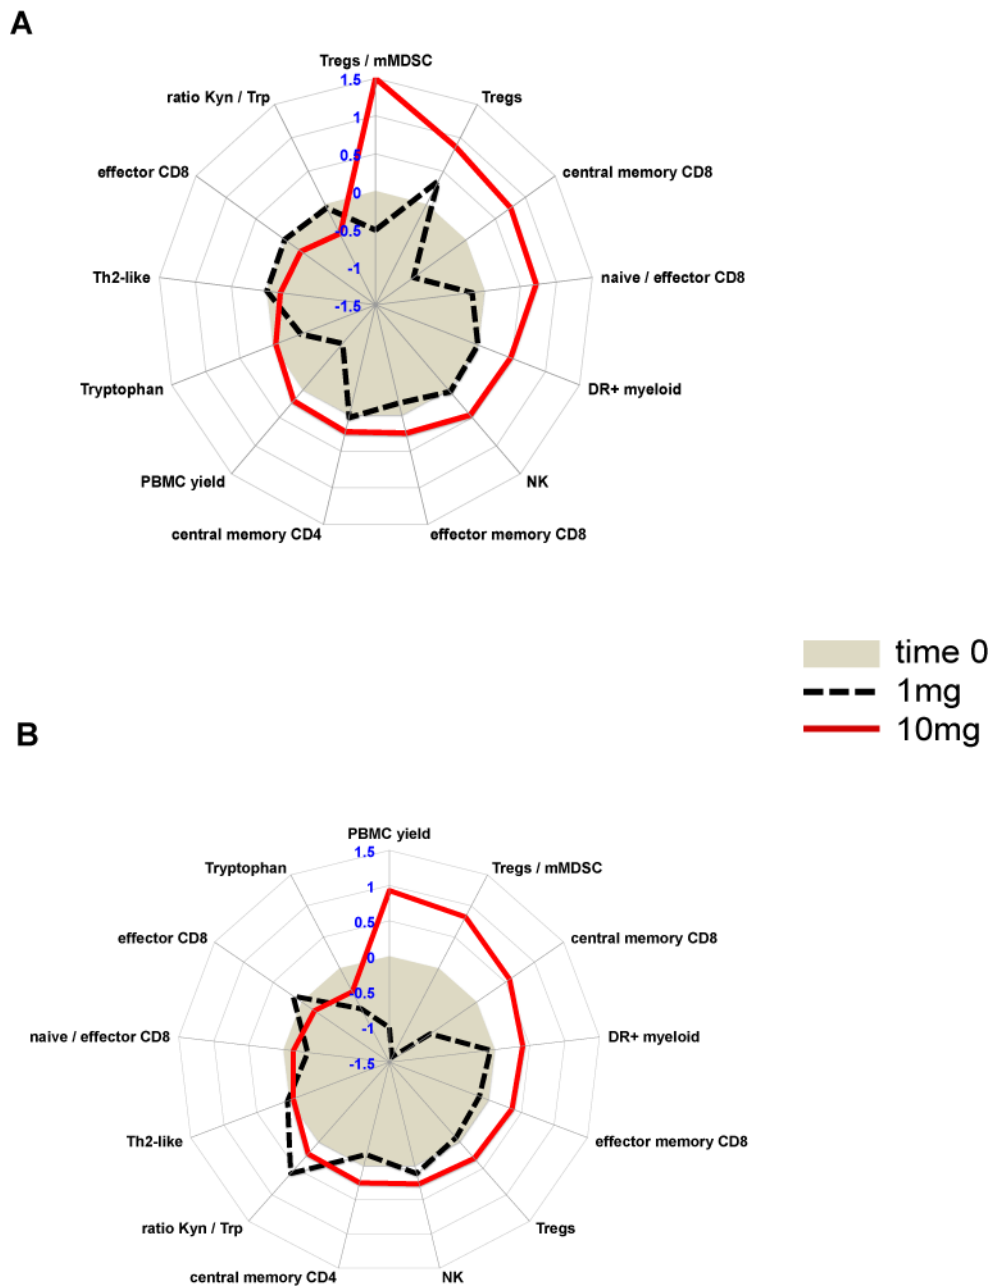 A
Tregs / mMDSC
1.5
ratio Kyn / Trp
Tregs
1
effector CD8
0.5
central memory CD8
0
-0.5
Th2-like
-1
naive / effector CD8
-1.5
Tryptophan
DR+ myeloid
PBMC yield
NK
central memory CD4
effector memory CD8
time 0
1mg
10mg
B
PBMC yield
1.5
Tryptophan
Tregs / mMDSC
1
0.5
effector CD8
central memory CD8
0
-0.5
naive / effector CD8
-1
DR+ myeloid
-1.5
Th2-like
effector memory CD8
ratio Kyn / Trp
Tregs
central memory CD4
NK